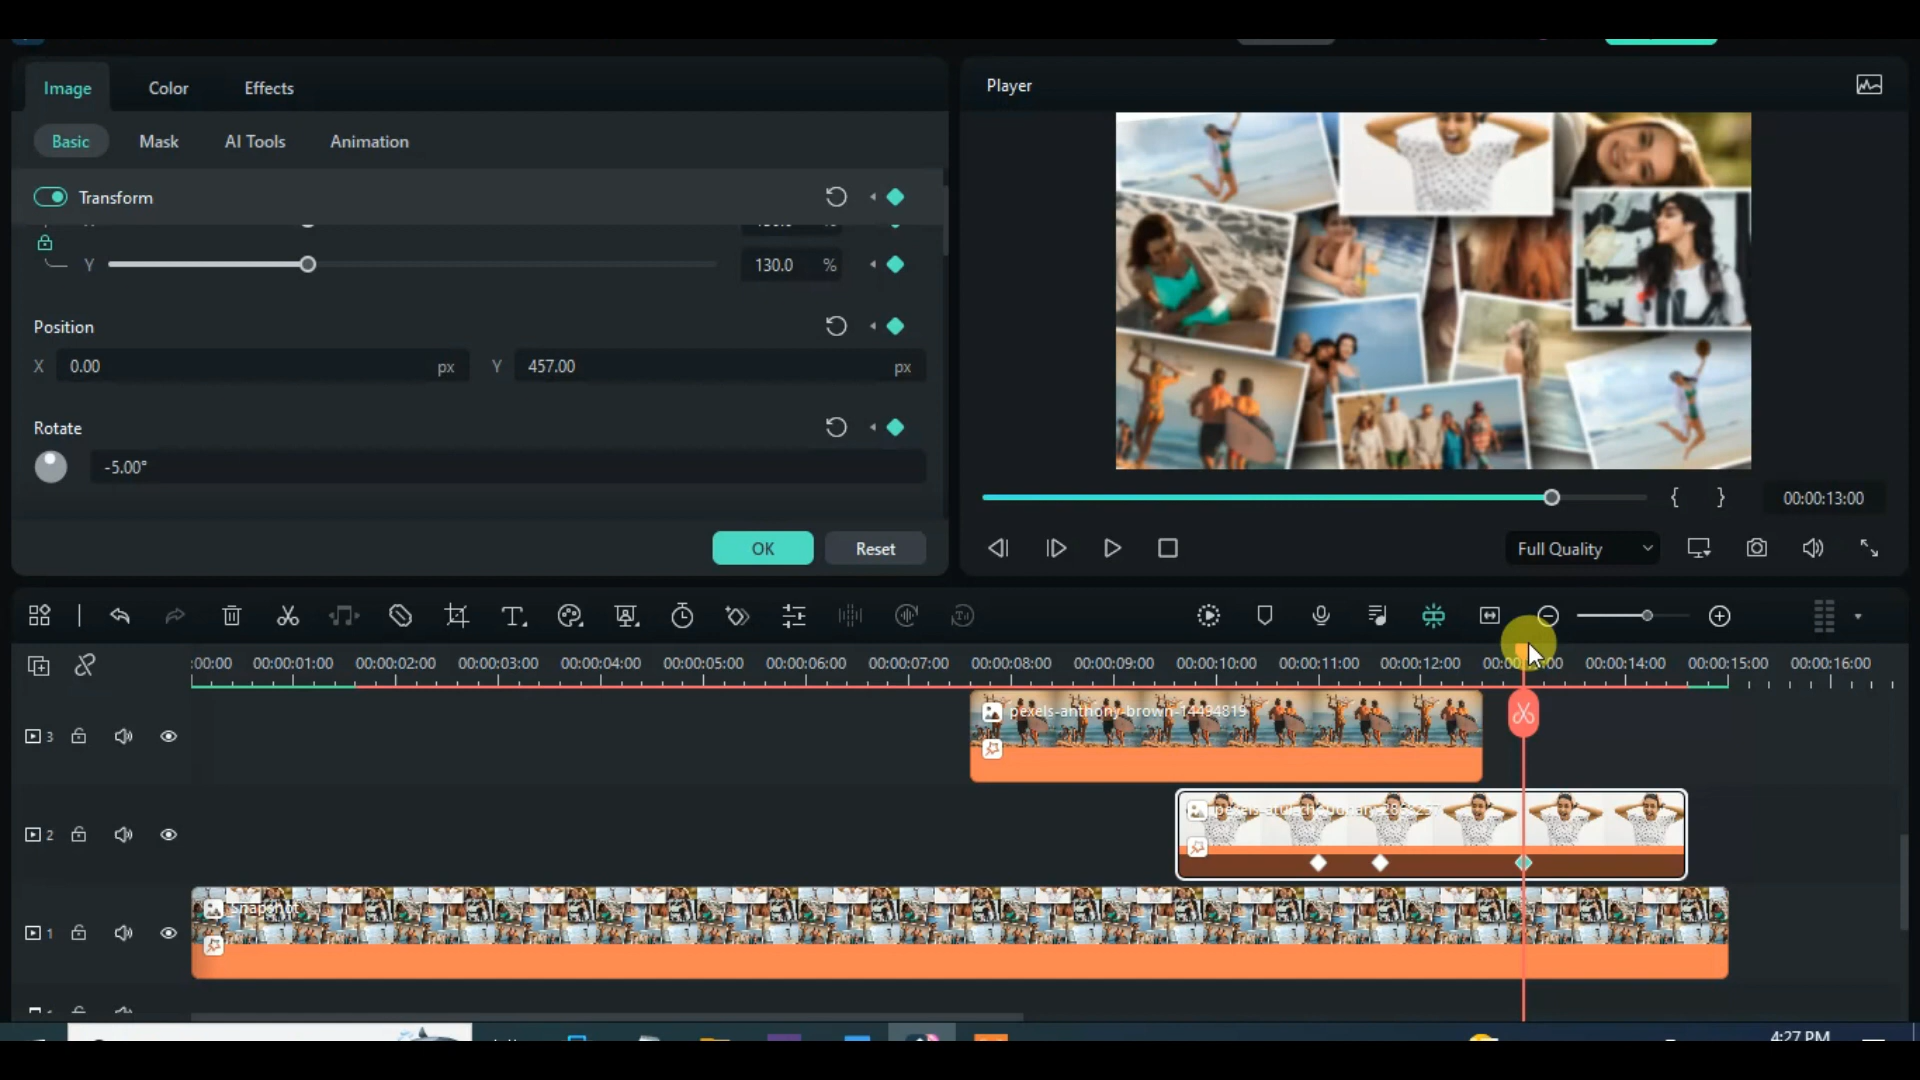 Image Color Effects
Player
Basic Mask AI Tools Animation
Transform
Y 130.0 %
Position
X 0.00 px Y 457.00 px
Rotate
-5.00°
OK Reset
00:00:13:00
Full Quality
:00:00 00:00:01:00 00:00:02:00 00:00:03:00 00:00:04:00 00:00:05:00 00:00:06:00 00:00:07:00 00:00:08:00 00:00:09:00 00:00:10:00 00:00:11:00 00:00:12:00 00:00:14:00 00:00:15:00 00:00:16:00
3 pexels-anthony-brown-14494819
2
1 Snapshot
4:27 PM